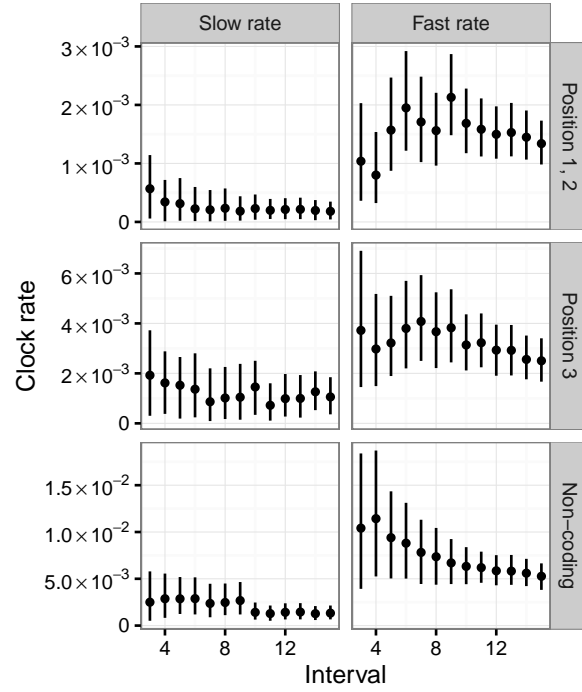 Slow rate Fast rate
3 × 10⁻³
2 × 10⁻³
1 × 10⁻³
0
Position 1, 2
6 × 10⁻³
4 × 10⁻³
2 × 10⁻³
0
Position 3
1.5 × 10⁻²
1.0 × 10⁻²
5.0 × 10⁻³
0
Non−coding
Clock rate
4 8 12 4 8 12
Interval